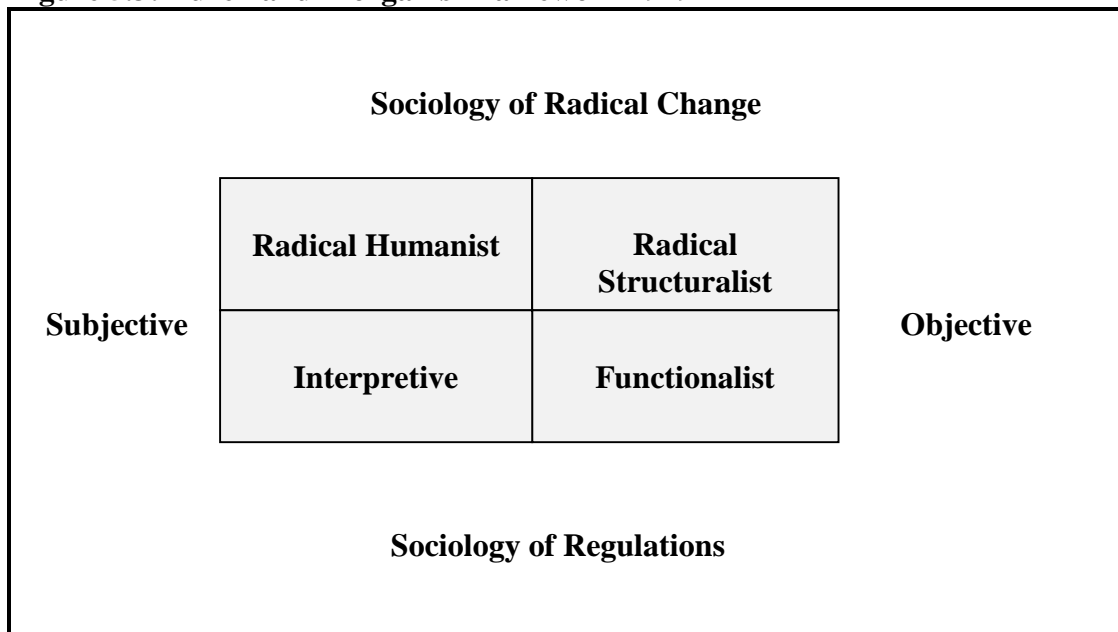 Sociology of Radical Change
Radical Humanist
Radical
Structuralist
Subjective
Objective
Interpretive
Functionalist
Sociology of Regulations